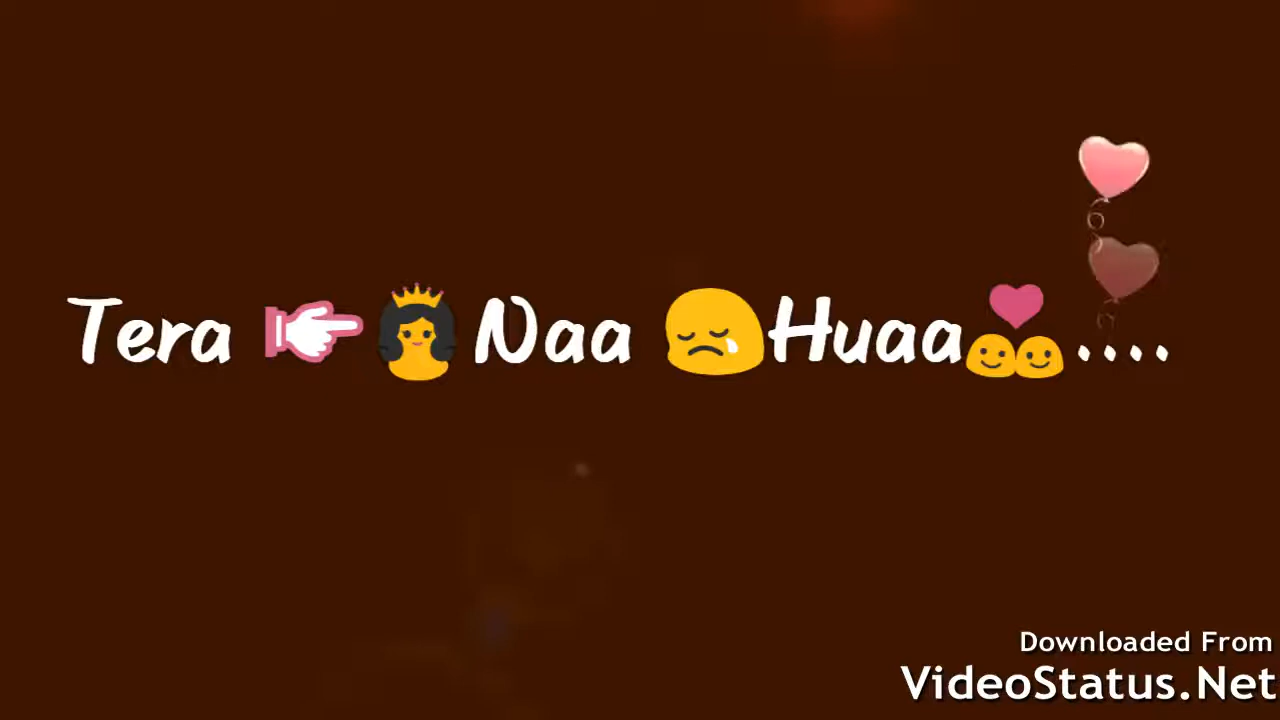 Tera 👉👸 Naa 😢Huaa💑....
Downloaded From
VideoStatus.Net